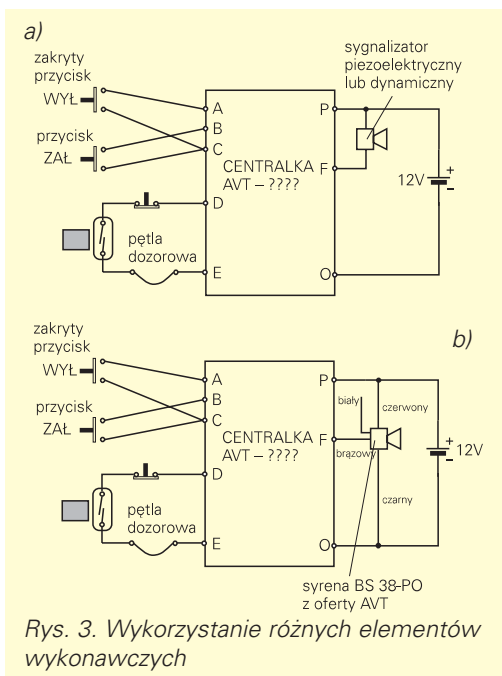 a)
zakryty
przycisk
WYŁ
przycisk
ZAŁ
A
B
C
D
E
pętla
dozorowa
CENTRALKA
AVT – ????
P
F
O
sygnalizator
piezoelektryczny
lub dynamiczny
12V
+
-
b)
zakryty
przycisk
WYŁ
przycisk
ZAŁ
A
B
C
D
E
pętla
dozorowa
CENTRALKA
AVT – ????
P
F
O
biały
czerwony
brązowy
czarny
+
12V
-
syrena BS 38-PO
z oferty AVT
Rys. 3. Wykorzystanie różnych elementów
wykonawczych